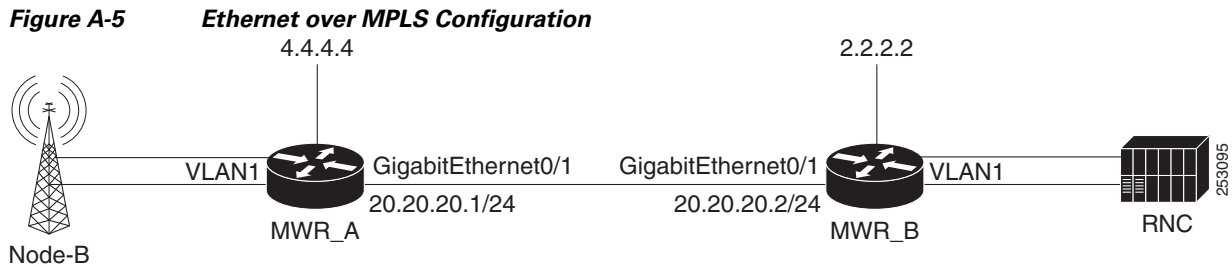 Figure A-5 Ethernet over MPLS Configuration
4.4.4.4
2.2.2.2
VLAN1
GigabitEthernet0/1
GigabitEthernet0/1
VLAN1
20.20.20.1/24
20.20.20.2/24
MWR_A
MWR_B
RNC
Node-B
253095